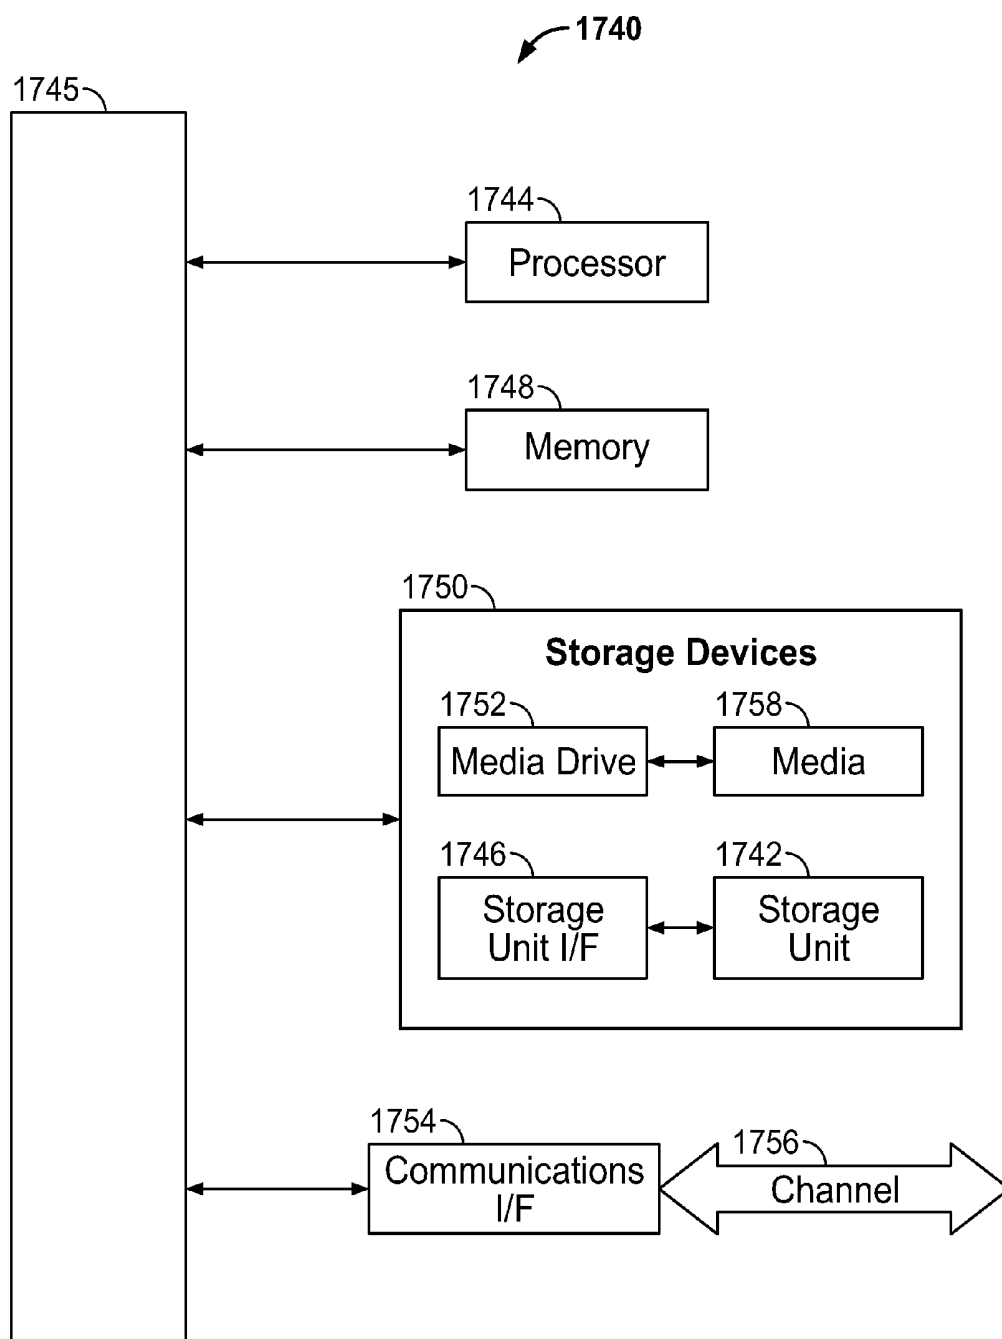 1740
1745
1744
Processor
1748
Memory
1750
Storage Devices
1752
1758
Media Drive
Media
1746
1742
Storage
Unit I/F
Storage
Unit
1754
1756
Communications
I/F
Channel